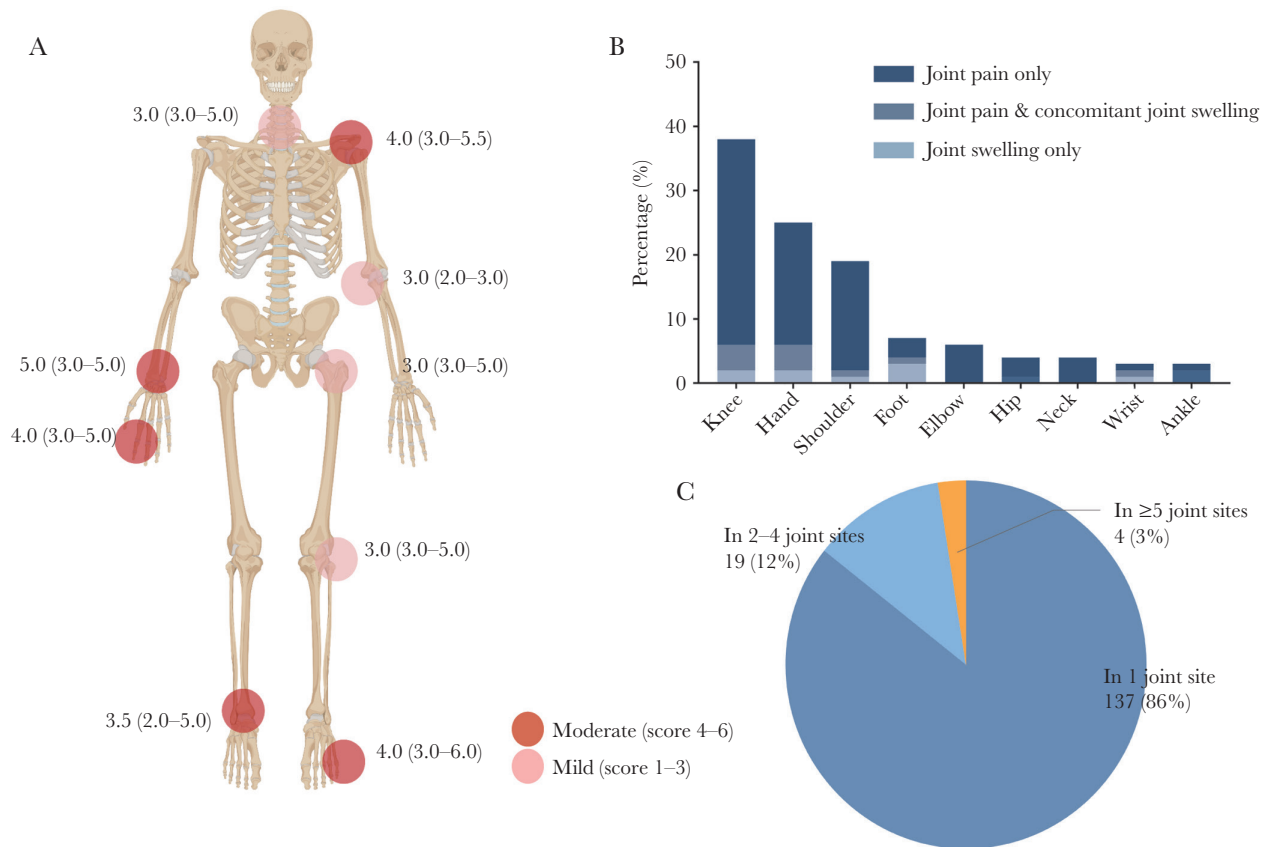 A
3.0 (3.0–5.0)
4.0 (3.0–5.5)
3.0 (2.0–3.0)
5.0 (3.0–5.0)
3.0 (3.0–5.0)
4.0 (3.0–5.0)
3.0 (3.0–5.0)
3.5 (2.0–5.0)
4.0 (3.0–6.0)
Moderate (score 4–6)
Mild (score 1–3)
B
Percentage (%)
50
40
30
20
10
0
Joint pain only
Joint pain & concomitant joint swelling
Joint swelling only
Knee
Hand
Shoulder
Foot
Elbow
Hip
Neck
Wrist
Ankle
C
In 2–4 joint sites
19 (12%)
In ≥5 joint sites
4 (3%)
In 1 joint site
137 (86%)